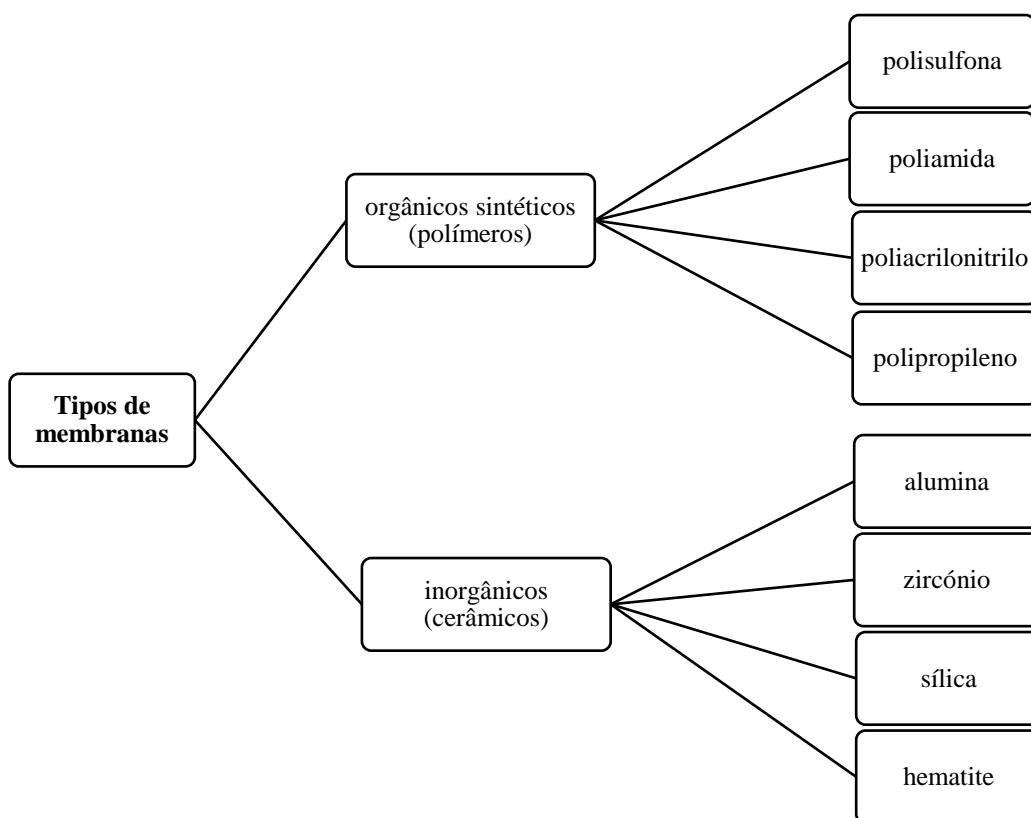 Tipos de
membranas
orgânicos sintéticos
(polímeros)
polisulfona
poliamida
poliacrilonitrilo
polipropileno
inorgânicos
(cerâmicos)
alumina
zircónio
sílica
hematite